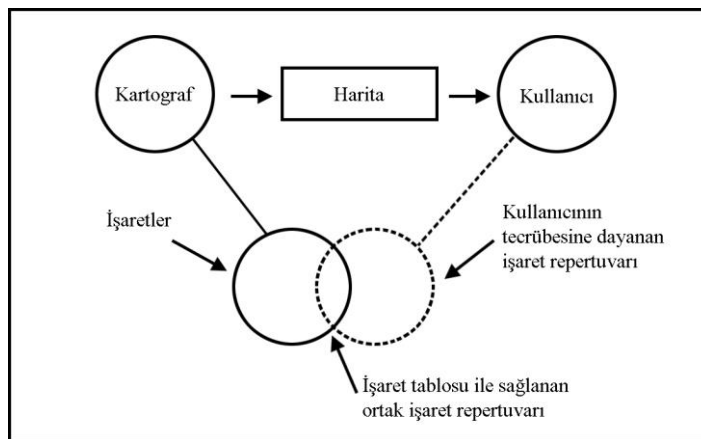 Kartograf
Harita
Kullanıcı
İşaretler
Kullanıcının
tecrübesine dayanan
işaret repertuvarı
İşaret tablosu ile sağlanan
ortak işaret repertuvarı